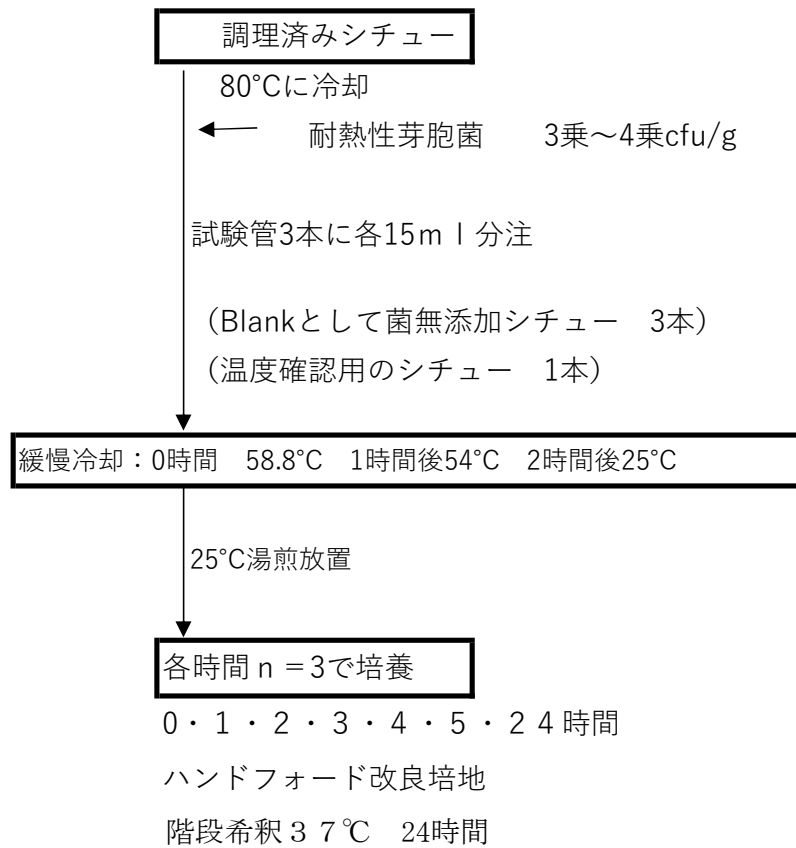 調理済みシチュー
80°Cに冷却
耐熱性芽胞菌　3乗～4乗cfu/g
試験管3本に各15ｍｌ分注
（Blankとして菌無添加シチュー　3本）
（温度確認用のシチュー　1本）
緩慢冷却：0時間　58.8°C　1時間後54°C　2時間後25°C
25°C湯煎放置
各時間ｎ＝3で培養
0・１・２・３・４・５・２４時間
ハンドフォード改良培地
階段希釈３７℃　24時間